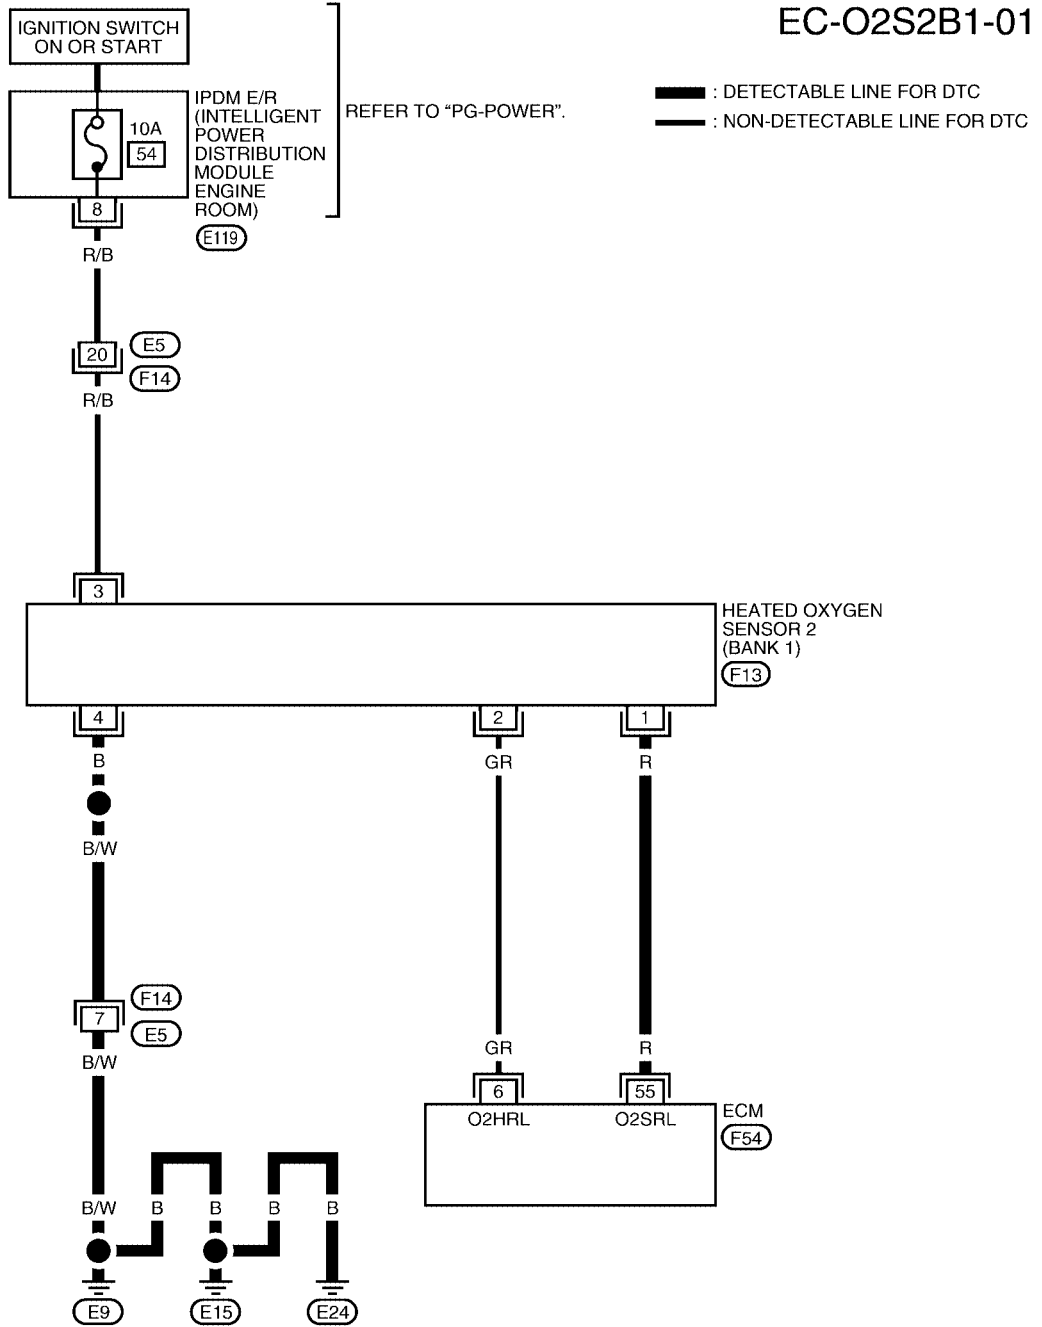 EC-O2S2B1-01
IGNITION SWITCH
ON OR START
IPDM E/R
(INTELLIGENT
POWER
DISTRIBUTION
MODULE
ENGINE
ROOM)
E119
10A
54
8
REFER TO “PG-POWER”.
: DETECTABLE LINE FOR DTC
: NON-DETECTABLE LINE FOR DTC
R/B
20
E5
F14
R/B
3
HEATED OXYGEN
SENSOR 2
(BANK 1)
F13
4
2
1
B
GR
R
B/W
F14
7
E5
B/W
GR
R
6
55
O2HRL
O2SRL
ECM
F54
B/W
B
B
B
B
E9
E15
E24